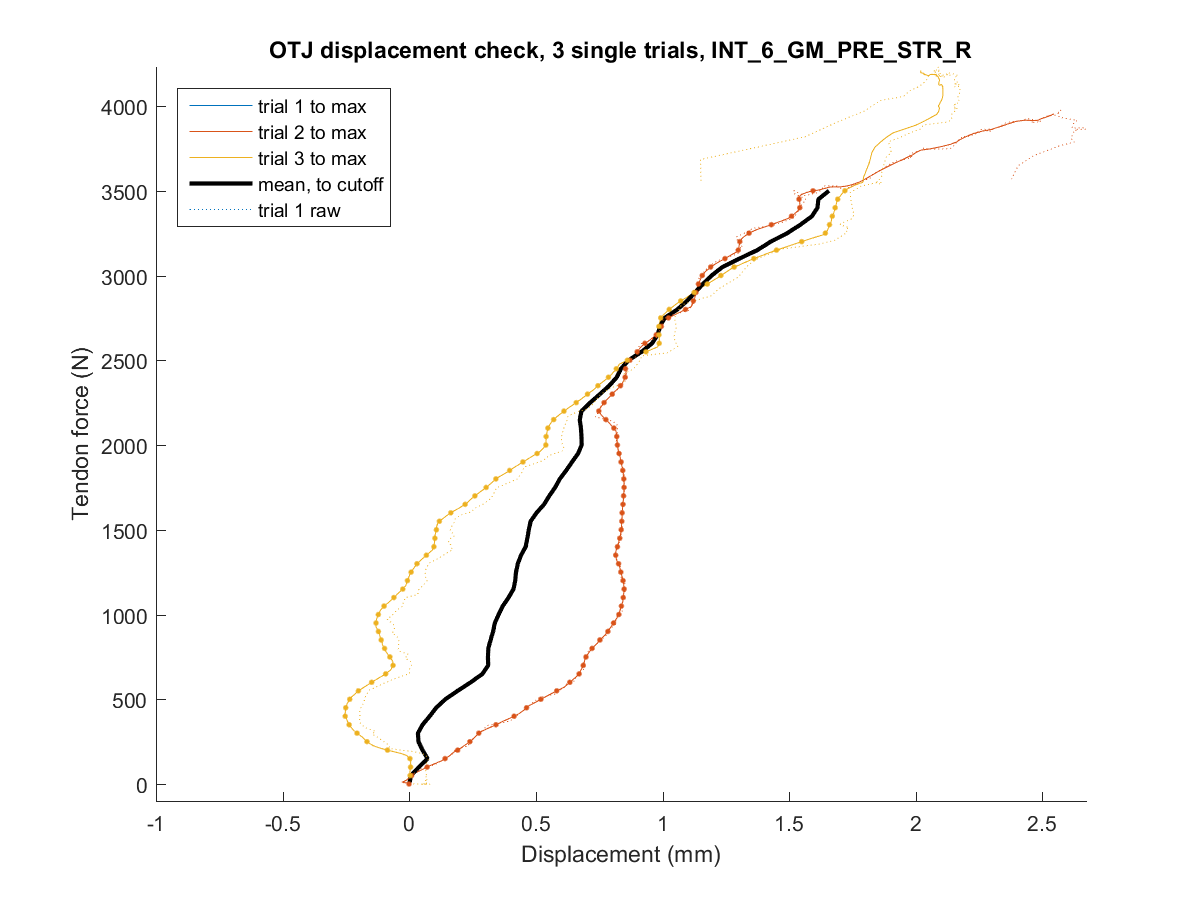 OTJ displacement check, 3 single trials, INT_6_GM_PRE_STR_R
trial 1 to max
trial 2 to max
trial 3 to max
mean, to cutoff
trial 1 raw
4000
3500
3000
2500
2000
1500
1000
500
0
Tendon force (N)
-1
-0.5
0
0.5
1
1.5
2
2.5
Displacement (mm)